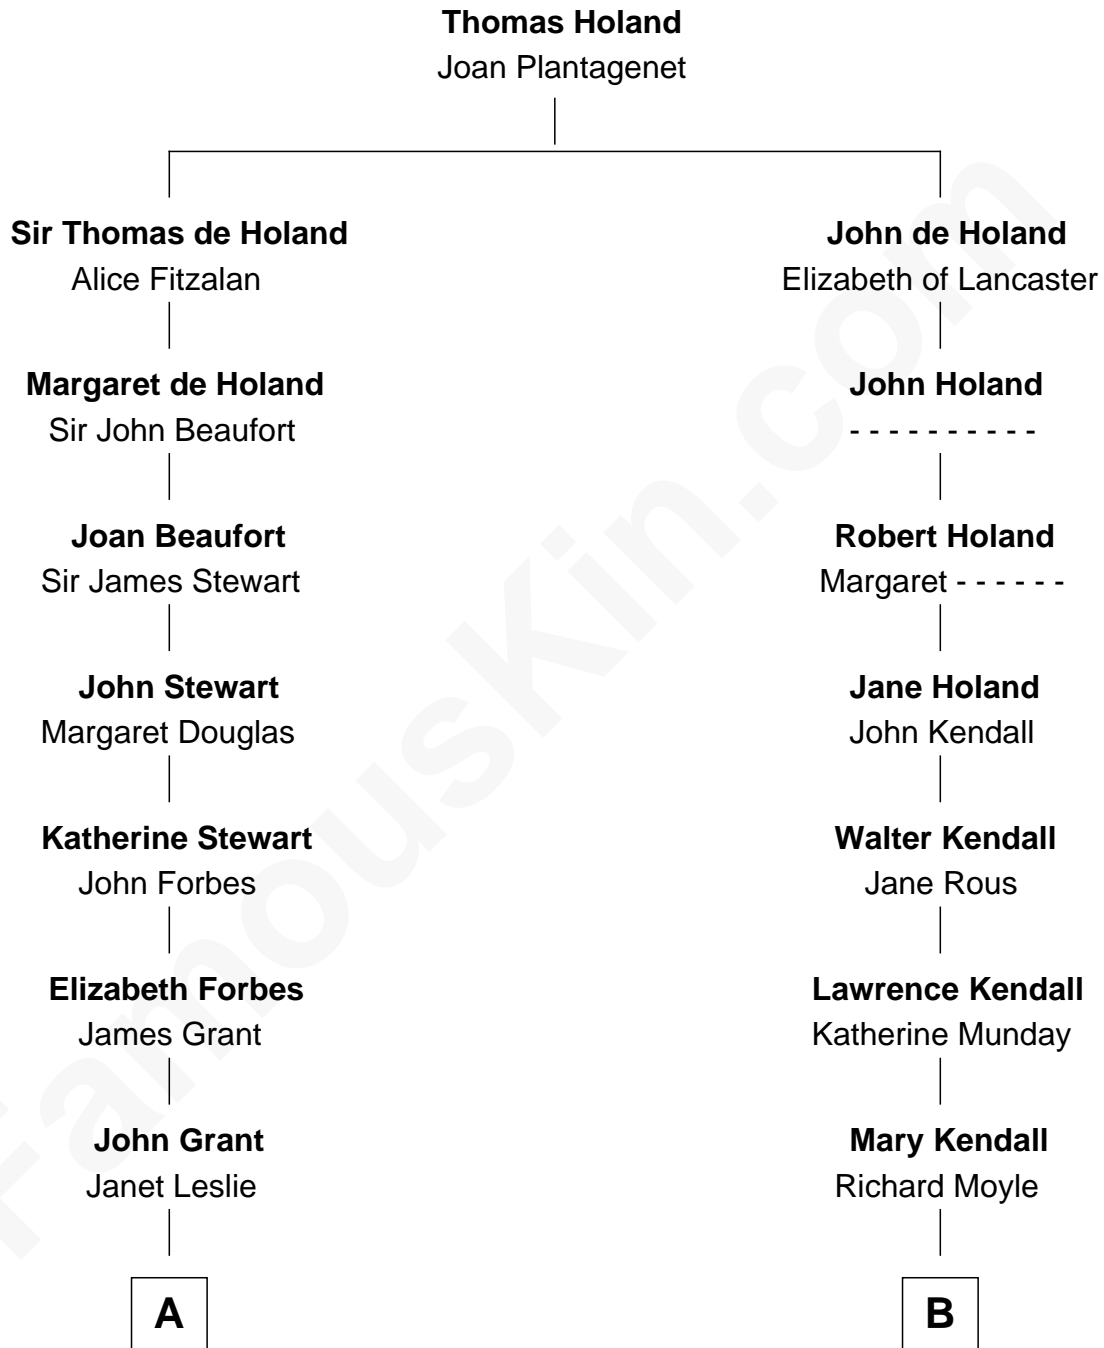 Thomas Holand
Joan Plantagenet
Sir Thomas de Holand
Alice Fitzalan
John de Holand
Elizabeth of Lancaster
Margaret de Holand
Sir John Beaufort
John Holand
- - - - - - - - - -
Joan Beaufort
Sir James Stewart
Robert Holand
Margaret - - - - - -
John Stewart
Margaret Douglas
Jane Holand
John Kendall
Katherine Stewart
John Forbes
Walter Kendall
Jane Rous
Elizabeth Forbes
James Grant
Lawrence Kendall
Katherine Munday
John Grant
Janet Leslie
Mary Kendall
Richard Moyle
A
B
FamousKin.com